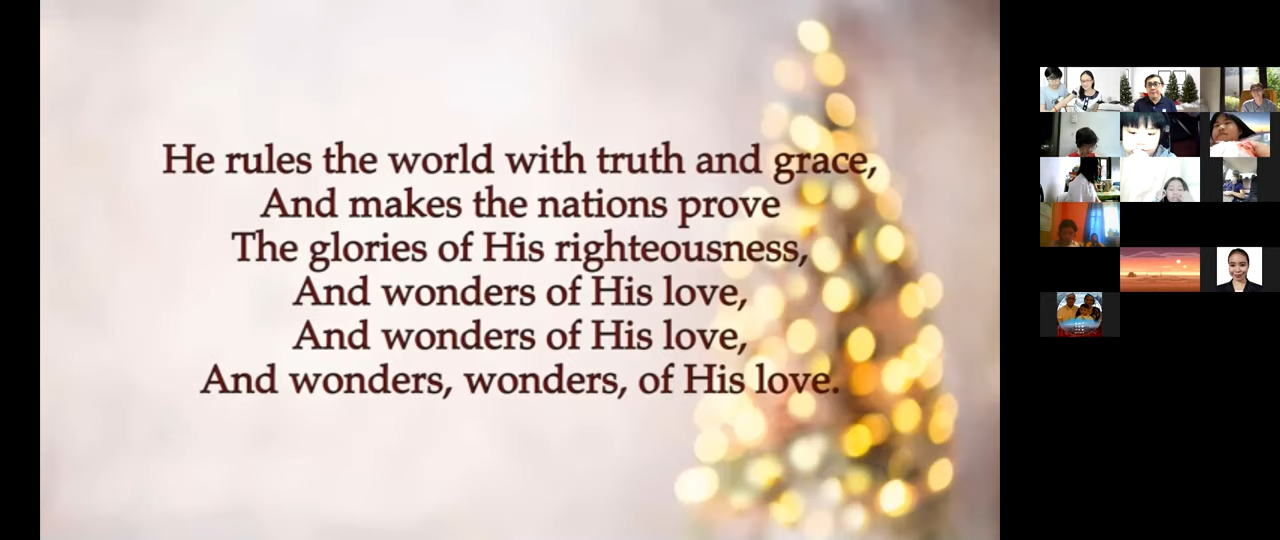 He rules the world with truth and grace,
And makes the nations prove
The glories of His righteousness,
And wonders of His love,
And wonders of His love,
And wonders, wonders, of His love.